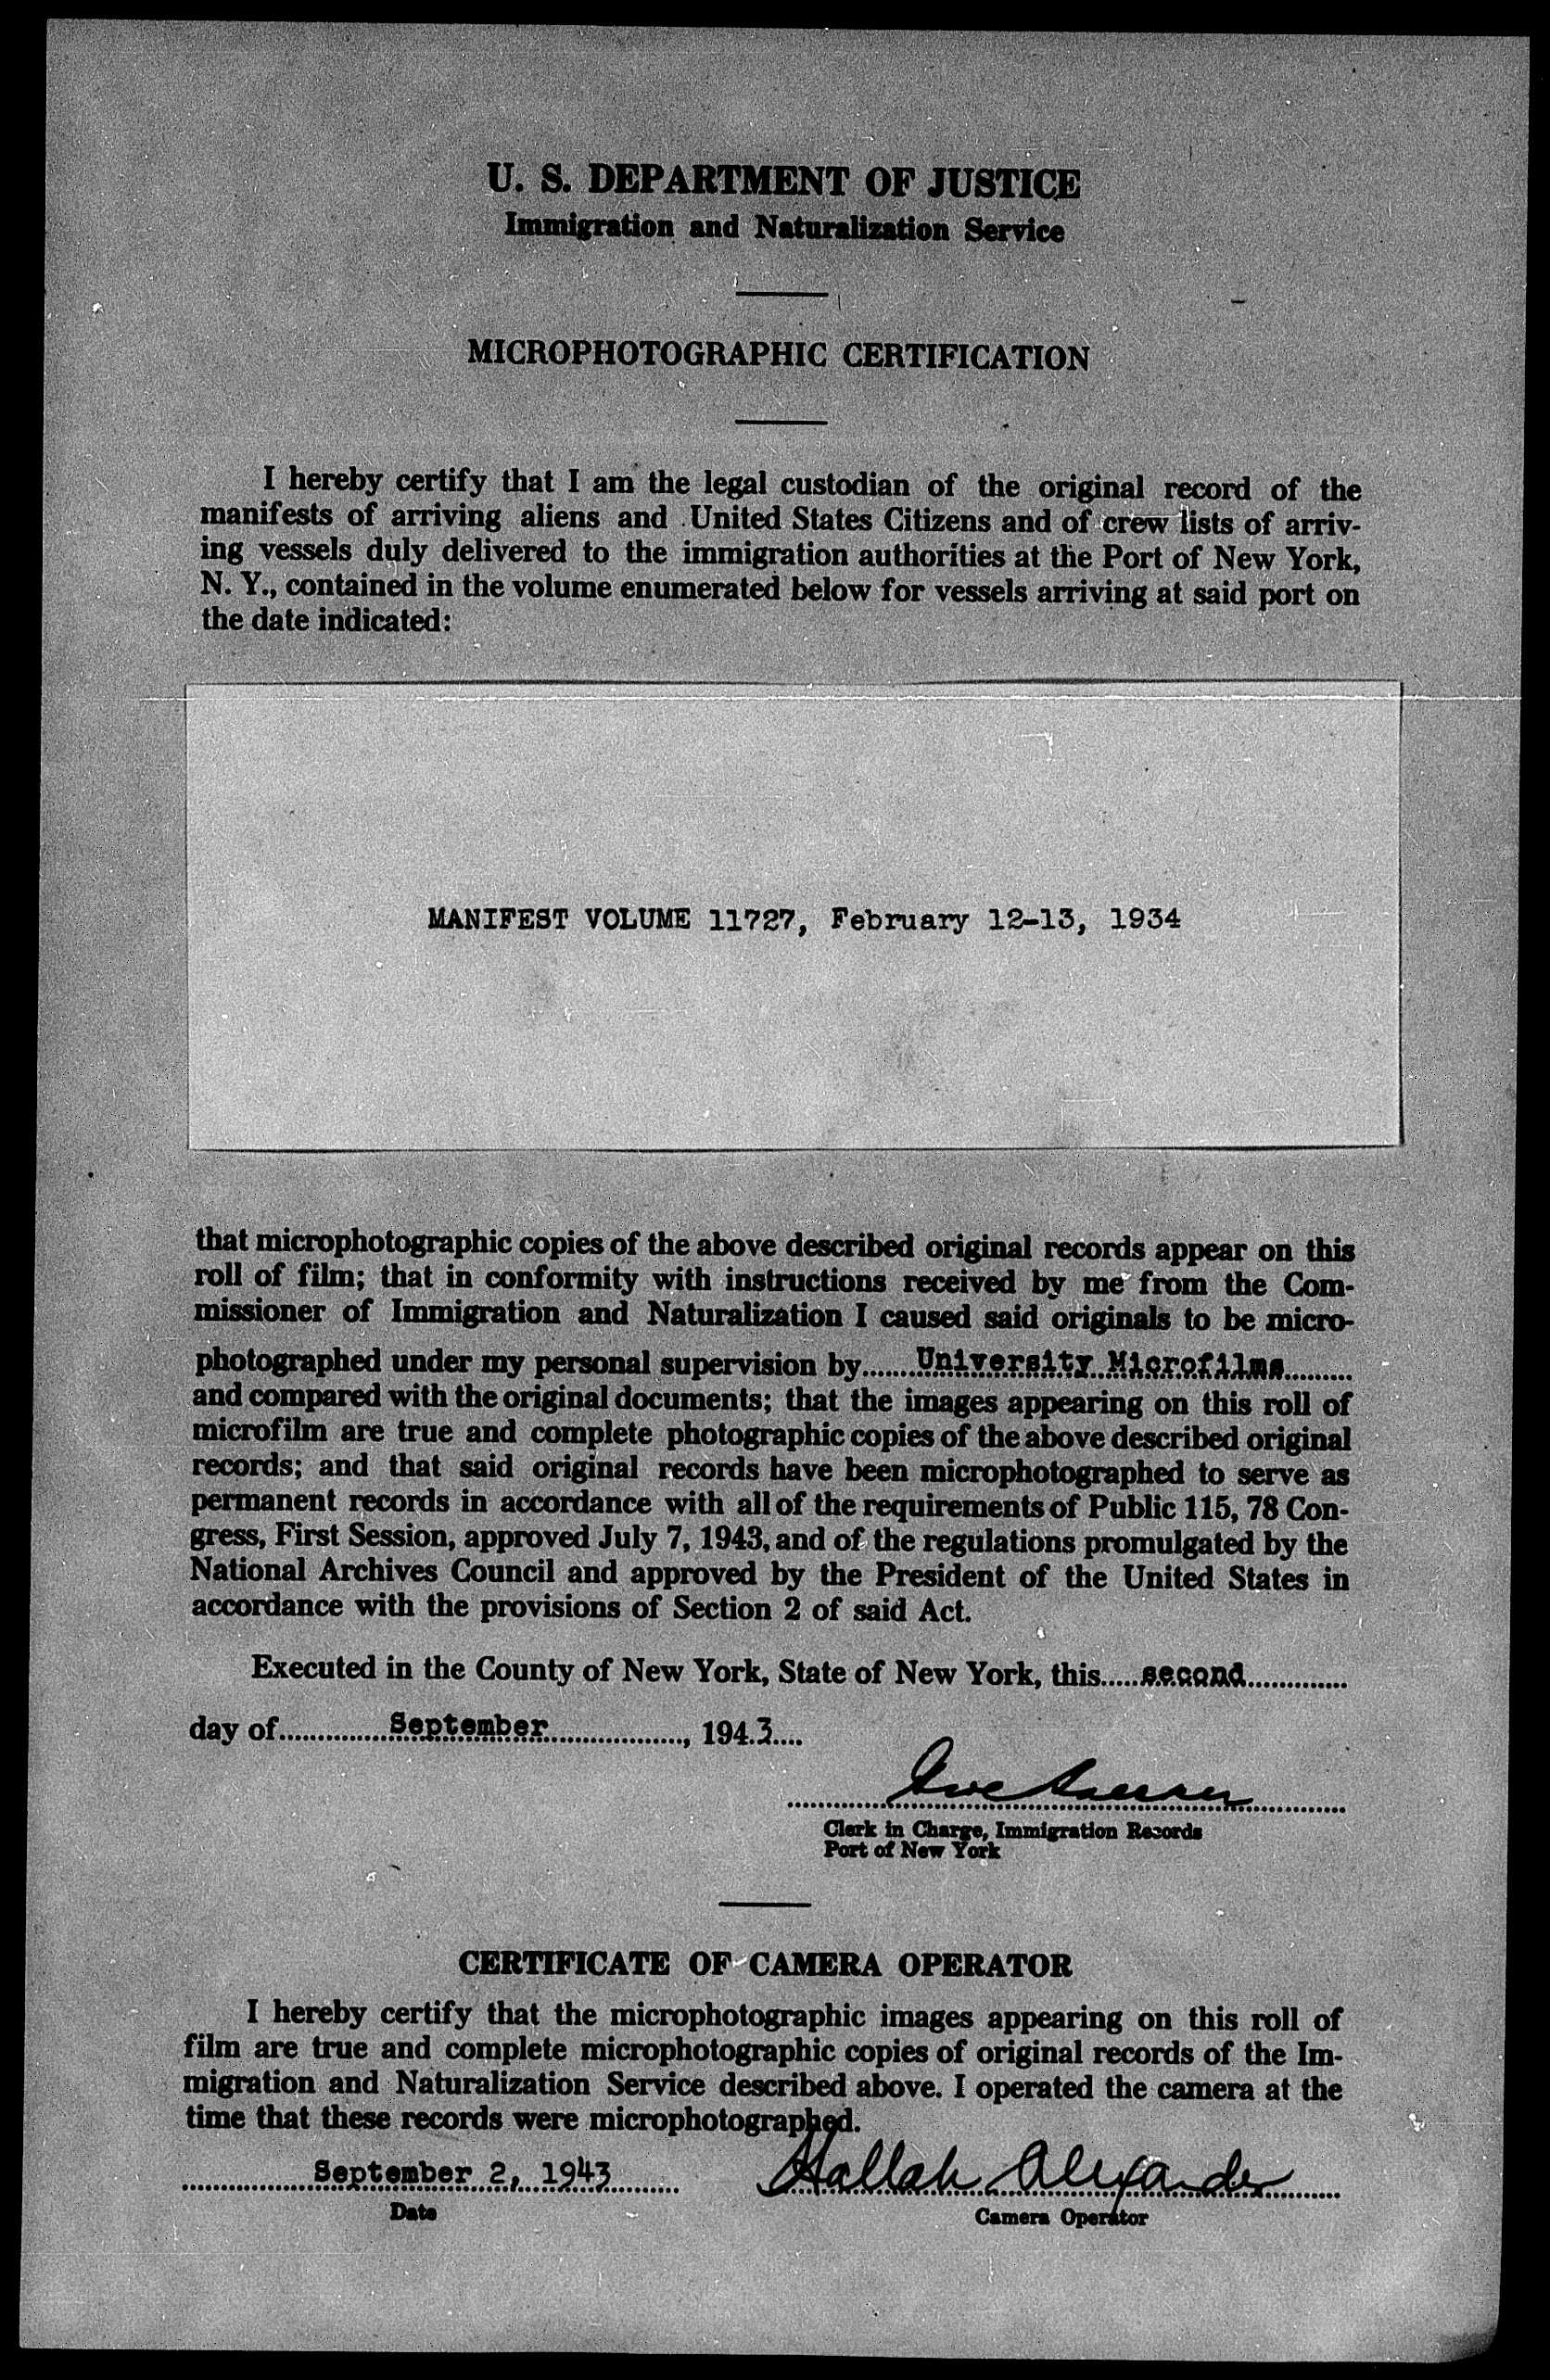 U. S. DEPARTMENT OF JUSTICE
Immigration and Naturalization Service
MICROPHOTOGRAPHIC CERTIFICATION
I hereby certify that I am the legal custodian of the original record of the
manifests of arriving aliens and United States Citizens and of crew lists of arriv-
ing vessels duly delivered to the immigration authorities at the Port of New York,
N. Y., contained in the volume enumerated below for vessels arriving at said port on
the date indicated:
MANIFEST VOLUME 11727, February 12-13, 1934
that microphotographic copies of the above described original records appear on this
roll of film; that in conformity with instructions received by me from the Com-
missioner of Immigration and Naturalization I caused said originals to be micro-
photographed under my personal supervision by......University Microfilms..........
and compared with the original documents; that the images appearing on this roll of
microfilm are true and complete photographic copies of the above described original
records; and that said original records have been microphotographed to serve as
permanent records in accordance with all of the requirements of Public 115, 78 Con-
gress, First Session, approved July 7, 1943, and of the regulations promulgated by the
National Archives Council and approved by the President of the United States in
accordance with the provisions of Section 2 of said Act.
Executed in the County of New York, State of New York, this.....second..............
day of................September...................., 194.3....
Clerk in Charge, Immigration Records
Port of New York
CERTIFICATE OF CAMERA OPERATOR
I hereby certify that the microphotographic images appearing on this roll of
film are true and complete microphotographic copies of original records of the Im-
migration and Naturalization Service described above. I operated the camera at the
time that these records were microphotographed.
September 2, 1943 Hallah Alexander
Date
Camera Operator